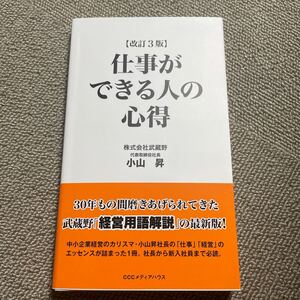 【改訂3版】
仕事が
できる人の
心得
株式会社武蔵野
代表取締役社長
小山 昇
30年もの間磨きあげられてきた
武蔵野「経営用語解説」の最新版!
中小企業経営のカリスマ・小山昇社長の「仕事」「経営」の
エッセンスが詰まった1冊。社長から新入社員まで必読。
CCCメディアハウス